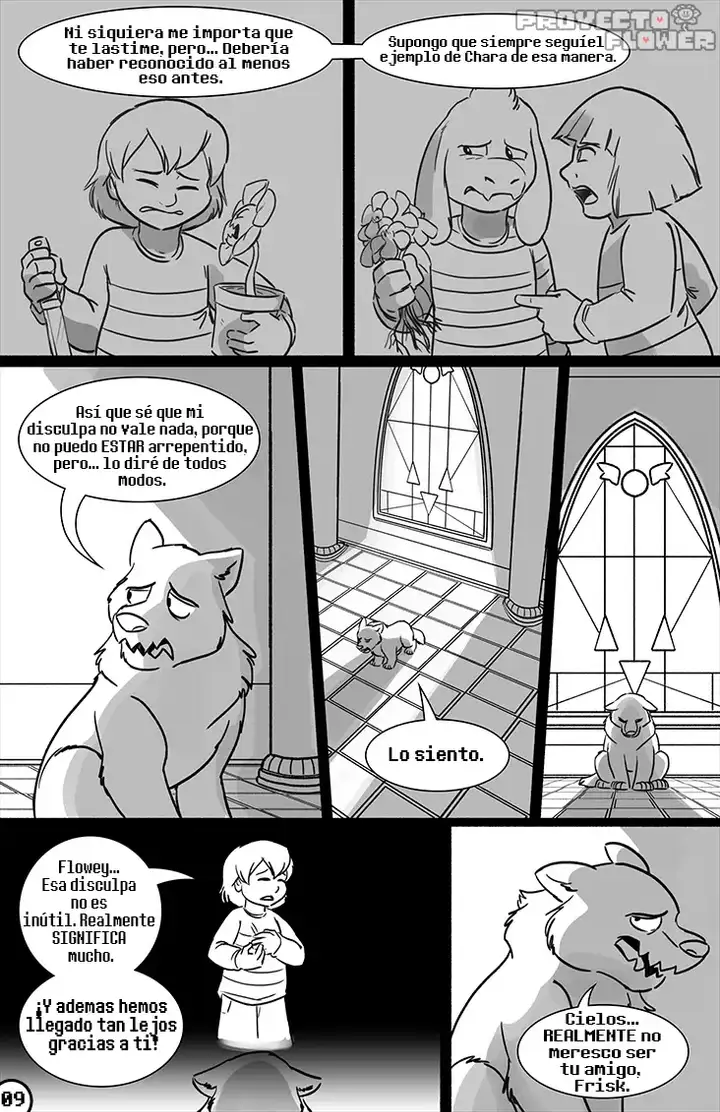 PROYECTO
FLOWER
Ni siquiera me importa que
te lastime, pero... Debería
haber reconocido al menos
eso antes.
Supongo que siempre seguíel
ejemplo de Chara de esa manera.
Así que sé que mi
disculpa no vale nada, porque
no puedo ESTAR arrepentido,
pero... lo diré de todos
modos.
Lo siento.
Flowey...
Esa disculpa
no es
inútil. Realmente
SIGNIFICA
mucho.
¡Y ademas hemos
llegado tan lejos
gracias a ti!
Cielos...
REALMENTE no
meresco ser
tu amigo,
Frisk.
09